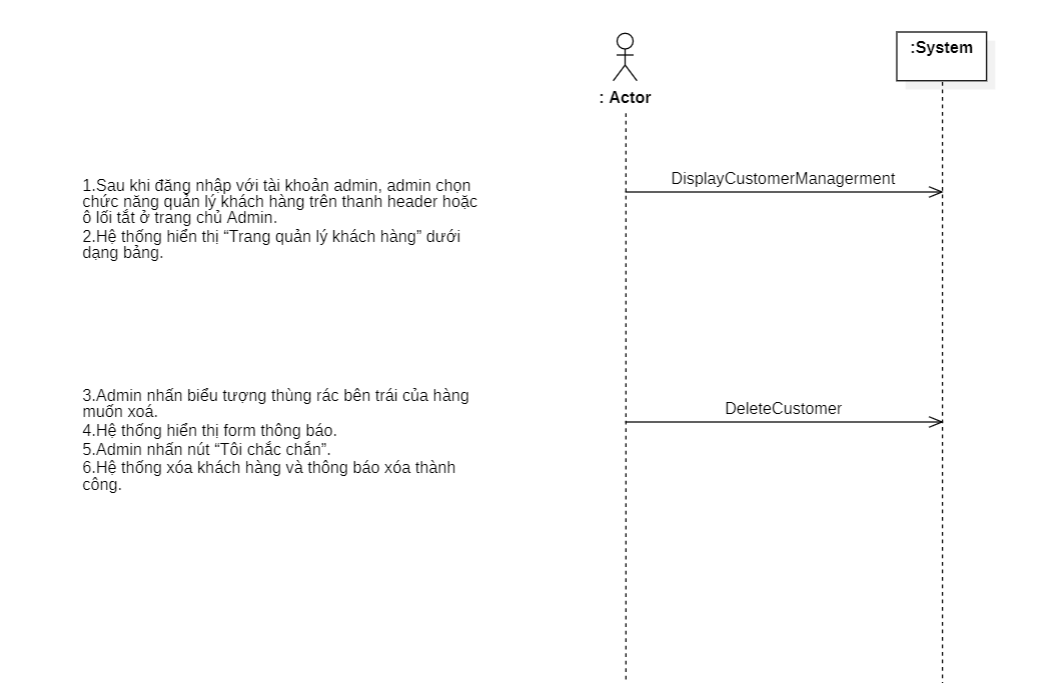 :System
: Actor
1.Sau khi đăng nhập với tài khoản admin, admin chọn
chức năng quản lý khách hàng trên thanh header hoặc
ô lối tắt ở trang chủ Admin.
2.Hệ thống hiển thị “Trang quản lý khách hàng” dưới
dạng bảng.
DisplayCustomerManagerment
3.Admin nhấn biểu tượng thùng rác bên trái của hàng
muốn xoá.
4.Hệ thống hiển thị form thông báo.
5.Admin nhấn nút “Tôi chắc chắn”.
6.Hệ thống xóa khách hàng và thông báo xóa thành
công.
DeleteCustomer